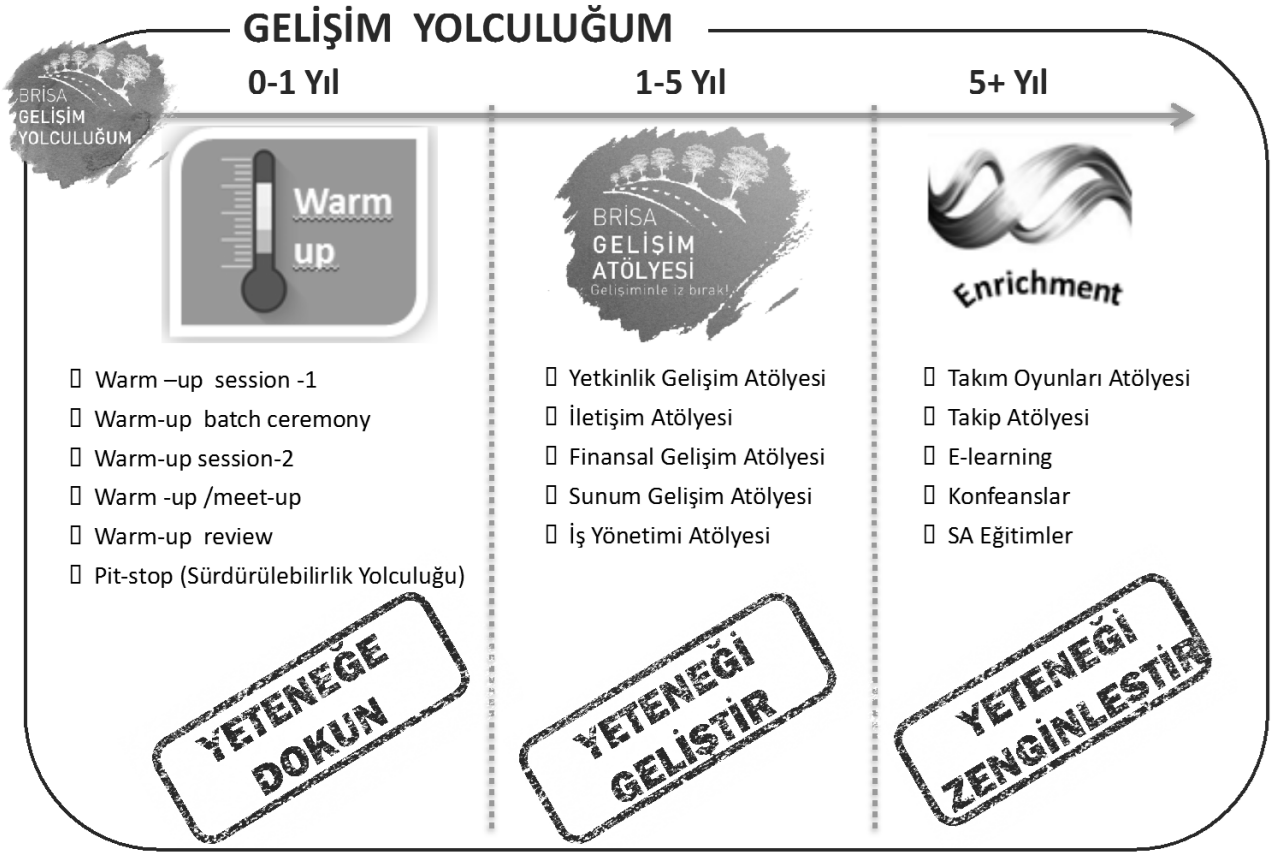 GELİŞİM YOLCULUĞUM
0-1 Yıl
1-5 Yıl
5+ Yıl
BRİSA
GELİŞİM
YOLCULUĞUM
Warm
up
BRİSA
GELİŞİM
ATÖLYESİ
Gelişiminle iz bırak!
Enrichment
Warm –up session -1
Warm-up batch ceremony
Warm-up session-2
Warm -up /meet-up
Warm-up review
Pit-stop (Sürdürülebilirlik Yolculuğu)
Yetkinlik Gelişim Atölyesi
İletişim Atölyesi
Finansal Gelişim Atölyesi
Sunum Gelişim Atölyesi
İş Yönetimi Atölyesi
Takım Oyunları Atölyesi
Takip Atölyesi
E-learning
Konfeanslar
SA Eğitimler
YETENEĞE
DOKUN
YETENEĞİ
GELİŞTİR
YETENEĞİ
ZENGİNLEŞTİR